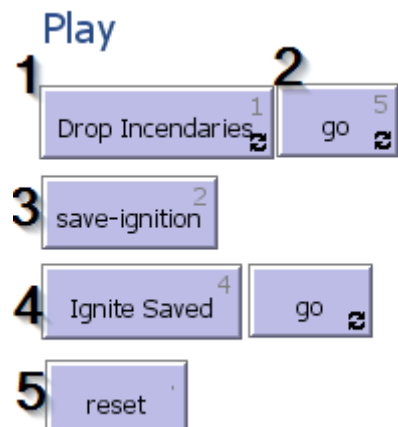 Play
1 2
Drop Incendaries 1 go 5
3 save-ignition 2
4 Ignite Saved 4 go
5 reset